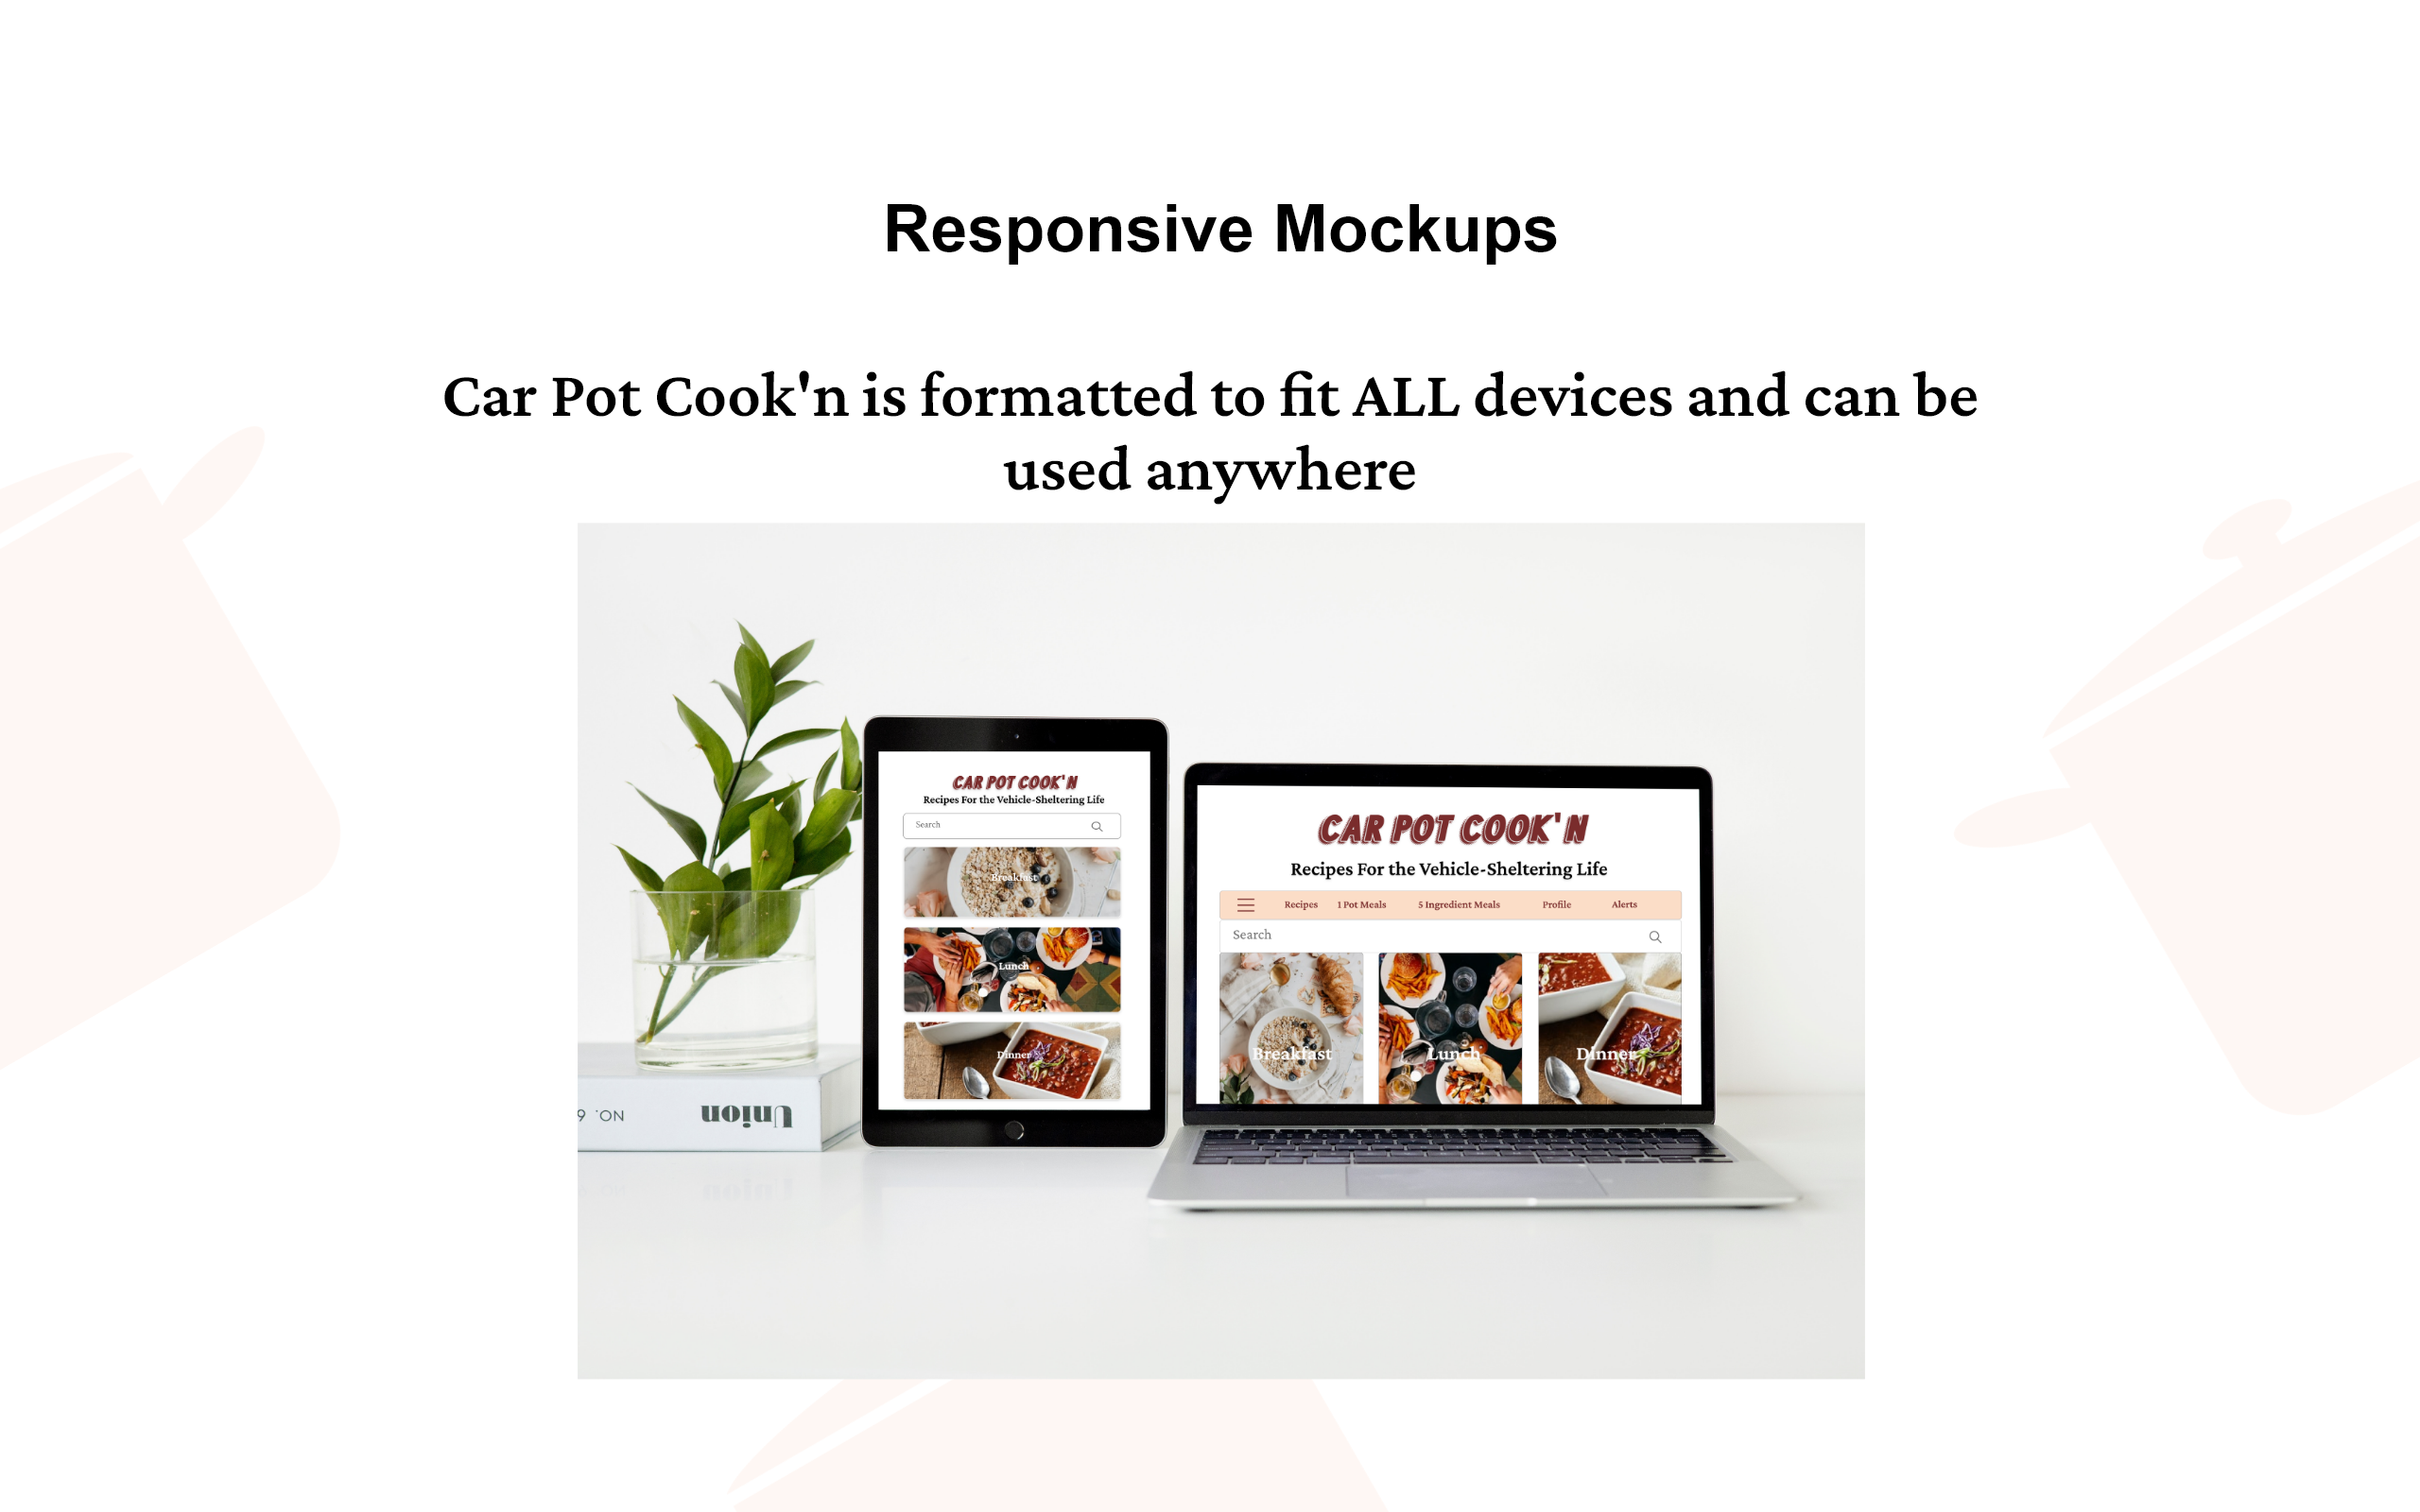 Responsive Mockups
Car Pot Cook'n is formatted to fit ALL devices and can be
used anywhere
CAR POT COOK'N
Recipes For the Vehicle-Sheltering Life
Search
Breakfast
Lunch
Dinner
CAR POT COOK'N
Recipes For the Vehicle-Sheltering Life
Recipes 1 Pot Meals 5 Ingredient Meals Profile Alerts
Search
Breakfast Lunch Dinner
Union